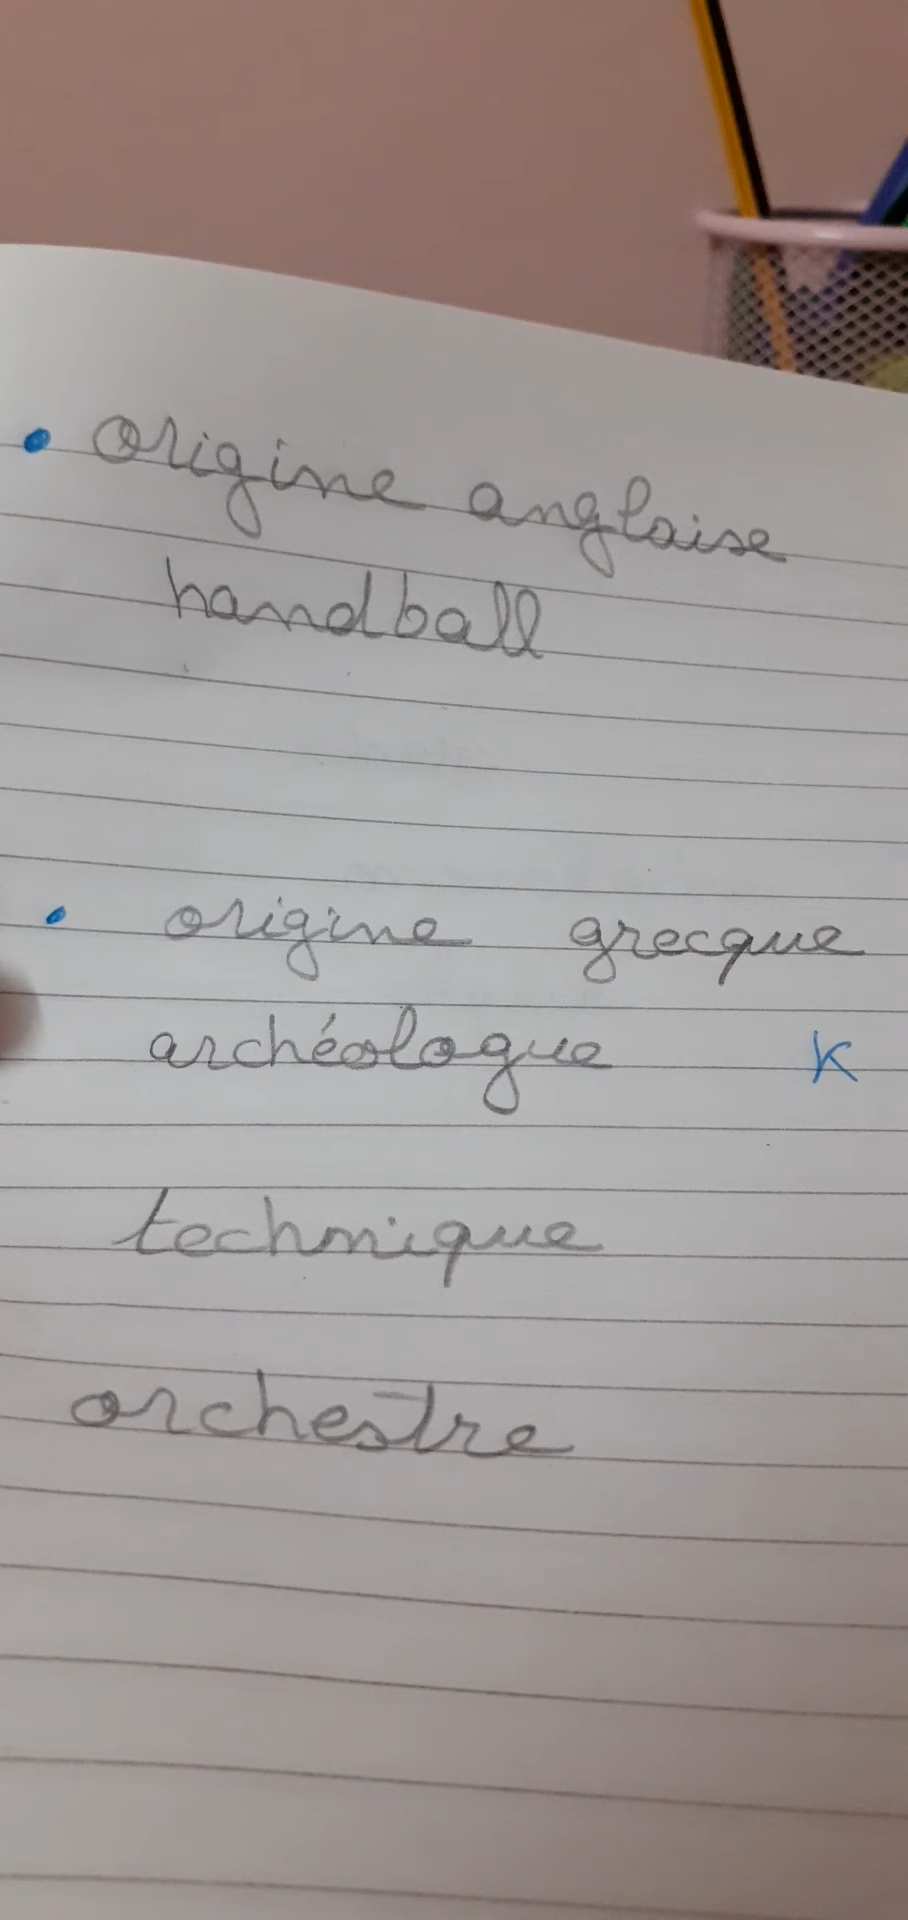 • origine anglaise
handball
• origine grecque
archéologue K
technique
orchestre